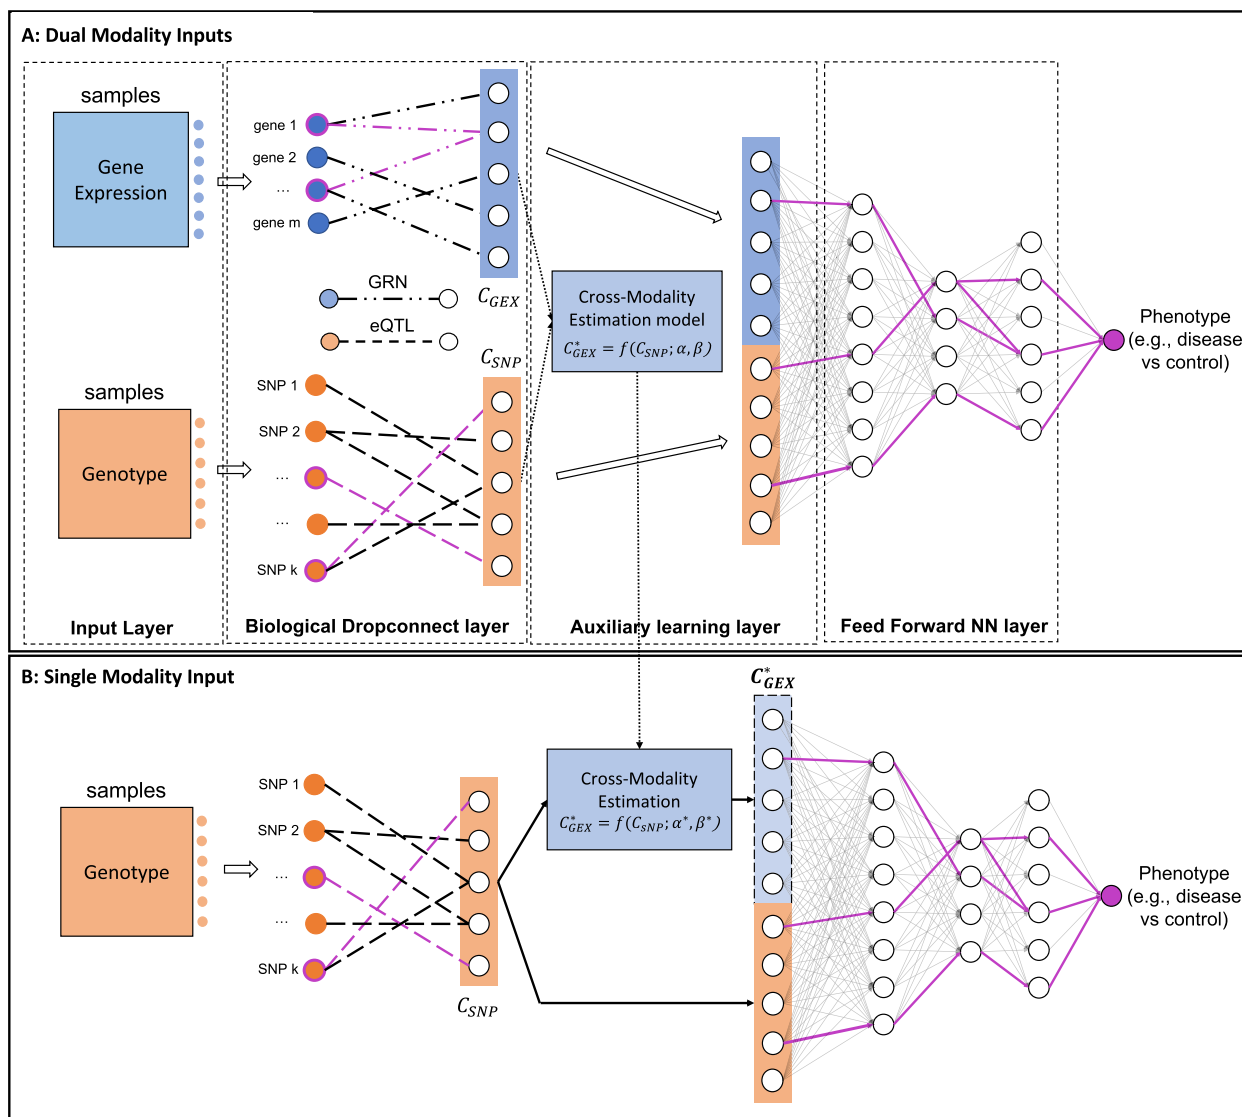 A: Dual Modality Inputs
samples
Gene
Expression
gene 1
gene 2
...
gene m
GRN
eQTL
C_GEX
C_SNP
Cross-Modality
Estimation model
C*_GEX = f(C_SNP; α, β)
samples
Genotype
SNP 1
SNP 2
...
...
SNP k
Phenotype
(e.g., disease
vs control)
Input Layer
Biological Dropconnect layer
Auxiliary learning layer
Feed Forward NN layer
B: Single Modality Input
samples
Genotype
SNP 1
SNP 2
...
...
SNP k
C_SNP
Cross-Modality
Estimation
C*_GEX = f(C_SNP; α*, β*)
C*_GEX
Phenotype
(e.g., disease
vs control)